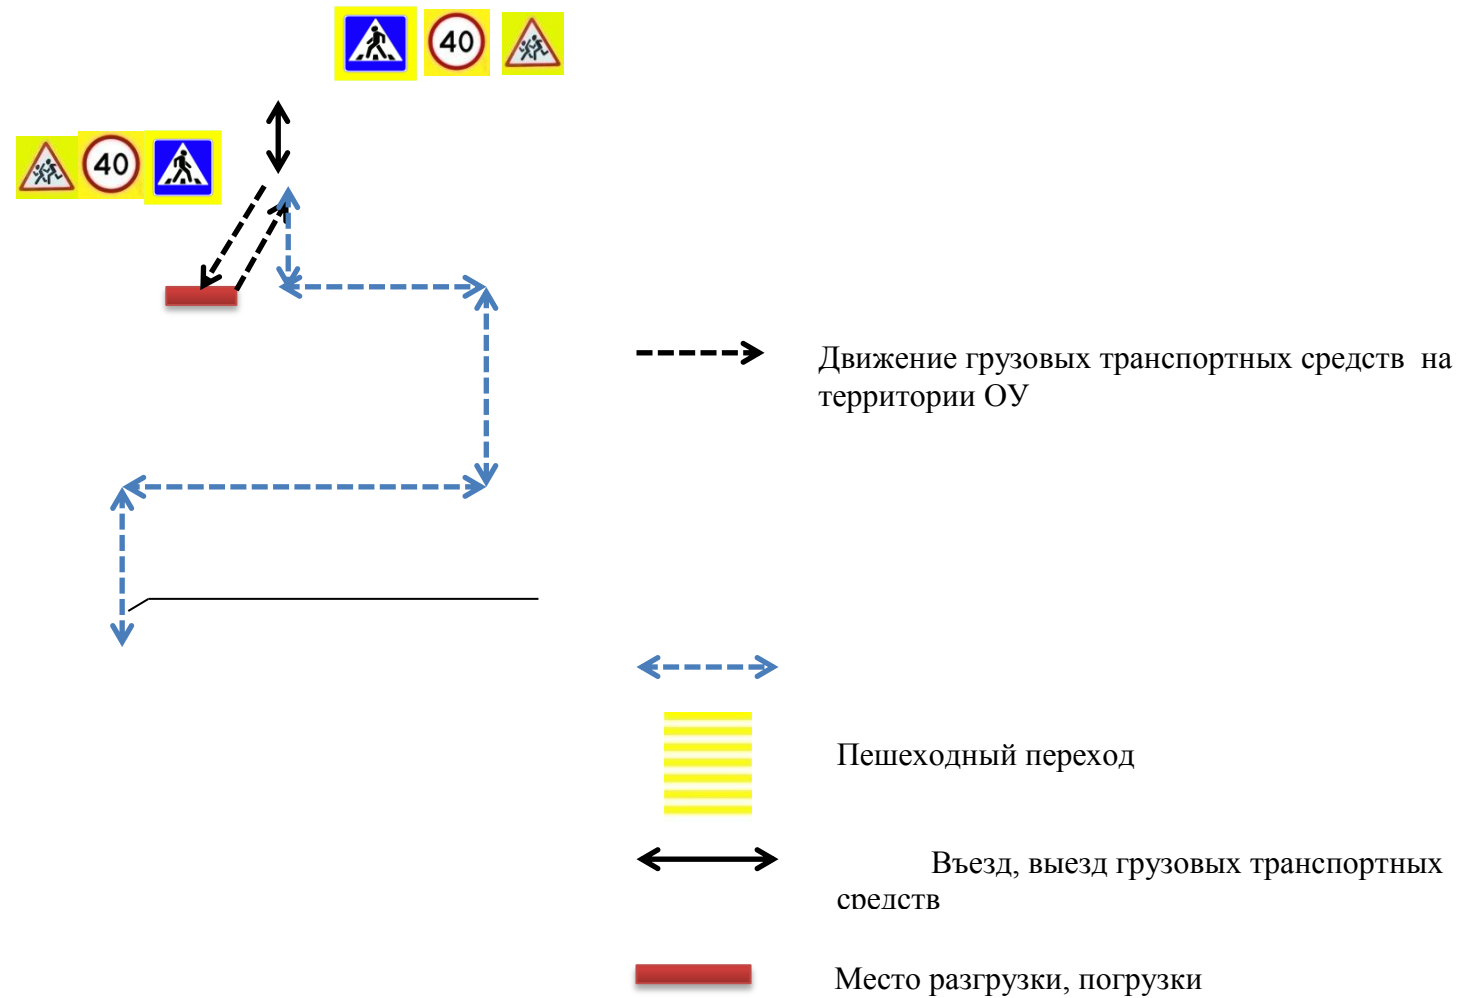 40
40
Движение грузовых транспортных средств на
территории ОУ
Пешеходный переход
Въезд, выезд грузовых транспортных
средств
Место разгрузки, погрузки